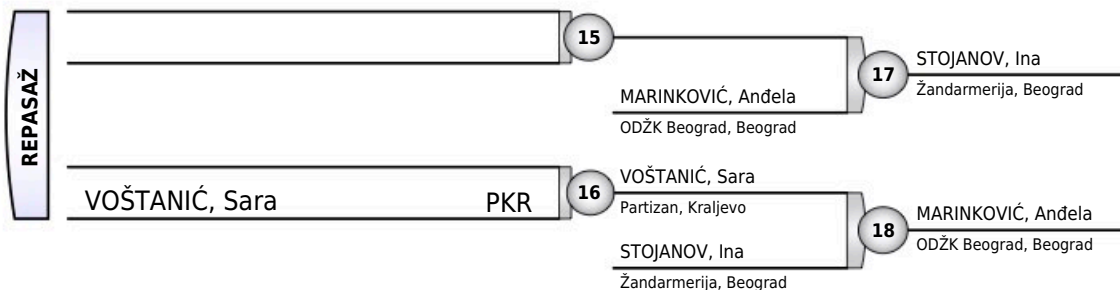 REPASAŽ
15
MARINKOVIĆ, Anđela
ODŽK Beograd, Beograd
17
STOJANOV, Ina
Žandarmerija, Beograd
VOŠTANIĆ, Sara PKR
16
VOŠTANIĆ, Sara
Partizan, Kraljevo
STOJANOV, Ina
Žandarmerija, Beograd
18
MARINKOVIĆ, Anđela
ODŽK Beograd, Beograd